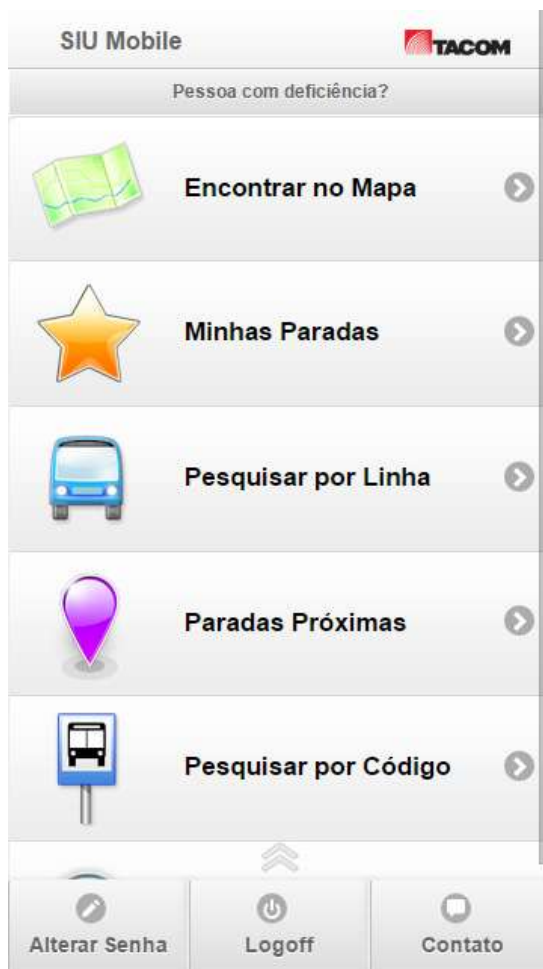 SIU Mobile
TACOM
Pessoa com deficiência?
Encontrar no Mapa
Minhas Paradas
Pesquisar por Linha
Paradas Próximas
Pesquisar por Código
Alterar Senha
Logoff
Contato